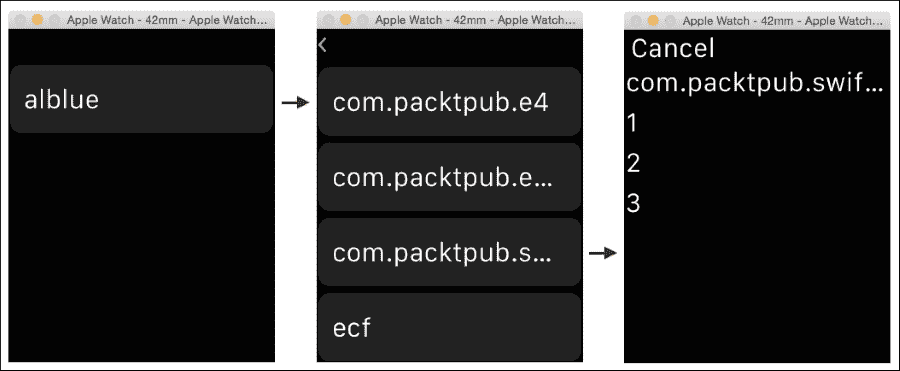 Apple Watch - 42mm - Apple Watch...
alblue
Apple Watch - 42mm - Apple Watch...
com.packtpub.e4
com.packtpub.e...
com.packtpub.s...
ecf
Apple Watch - 42mm - Apple Watch...
Cancel
com.packtpub.swif...
1
2
3